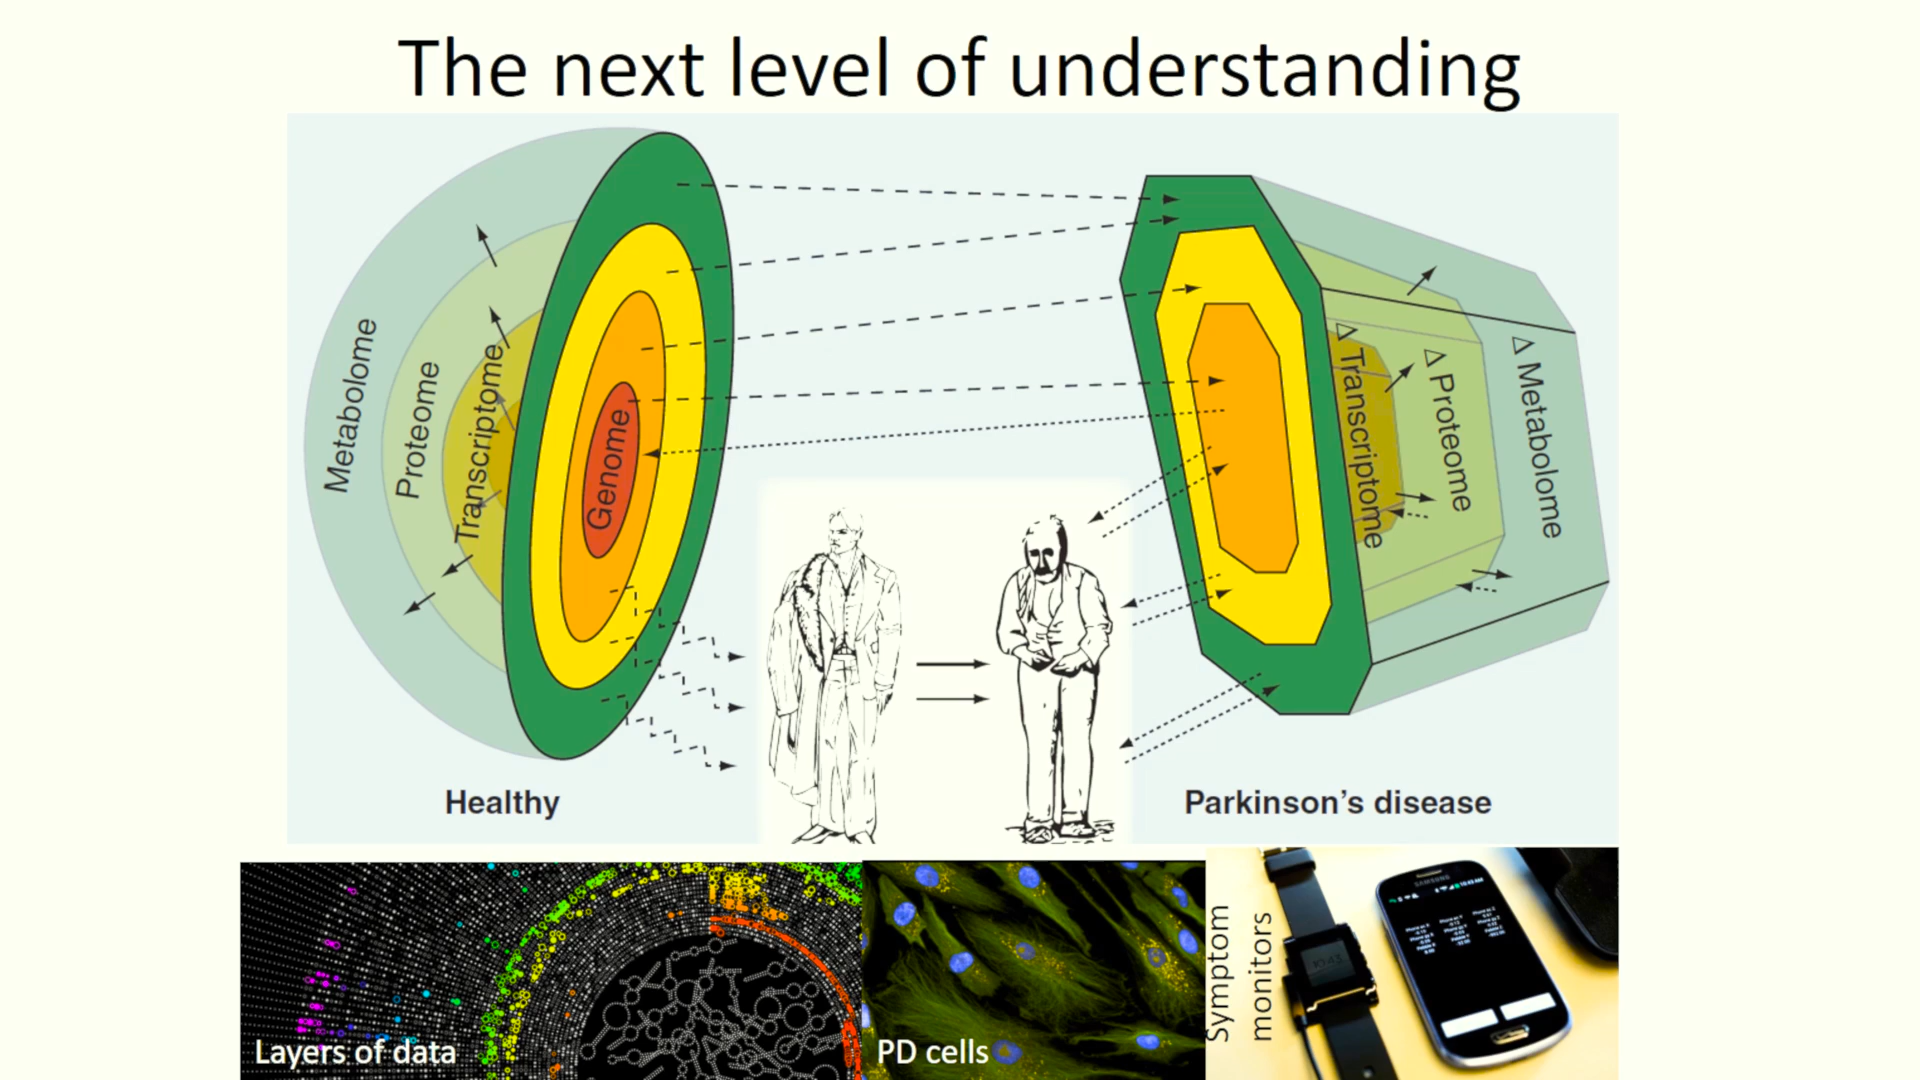 The next level of understanding
Metabolome
Proteome
Transcriptome
Genome
Δ Transcriptome
Δ Proteome
Δ Metabolome
Healthy
Parkinson’s disease
Layers of data
PD cells
Symptom
monitors
SAMSUNG